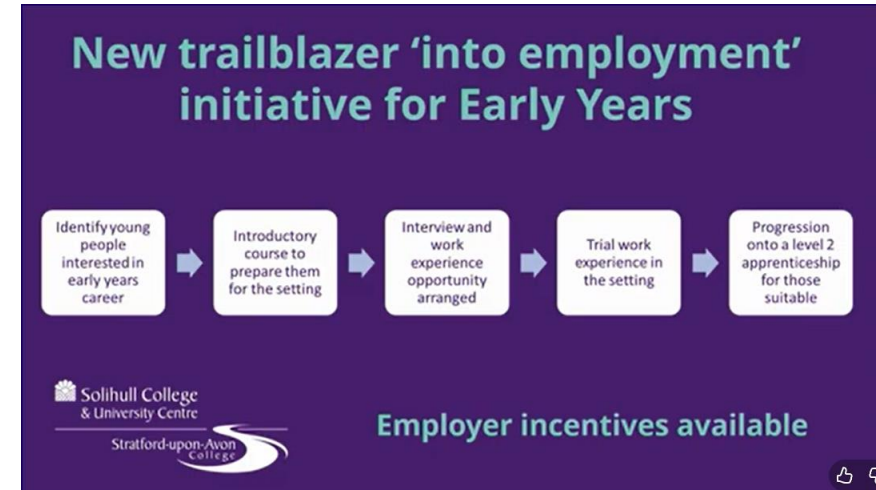 New trailblazer ‘into employment’
initiative for Early Years
Identify young
people
interested in
early years
career
Introductory
course to
prepare them
for the setting
Interview and
work
experience
opportunity
arranged
Trial work
experience in
the setting
Progression
onto a level 2
apprenticeship
for those
suitable
Solihull College
& University Centre
Stratford-upon-Avon
College
Employer incentives available